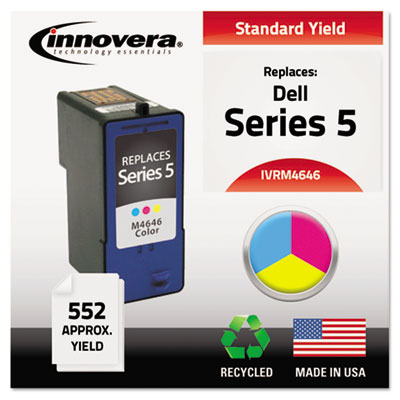 innovera
technology essentials
Standard Yield
Replaces:
Dell
Series 5
IVRM4646
REPLACES
Series 5
M4646
Color
552
APPROX.
YIELD
RECYCLED
MADE IN USA